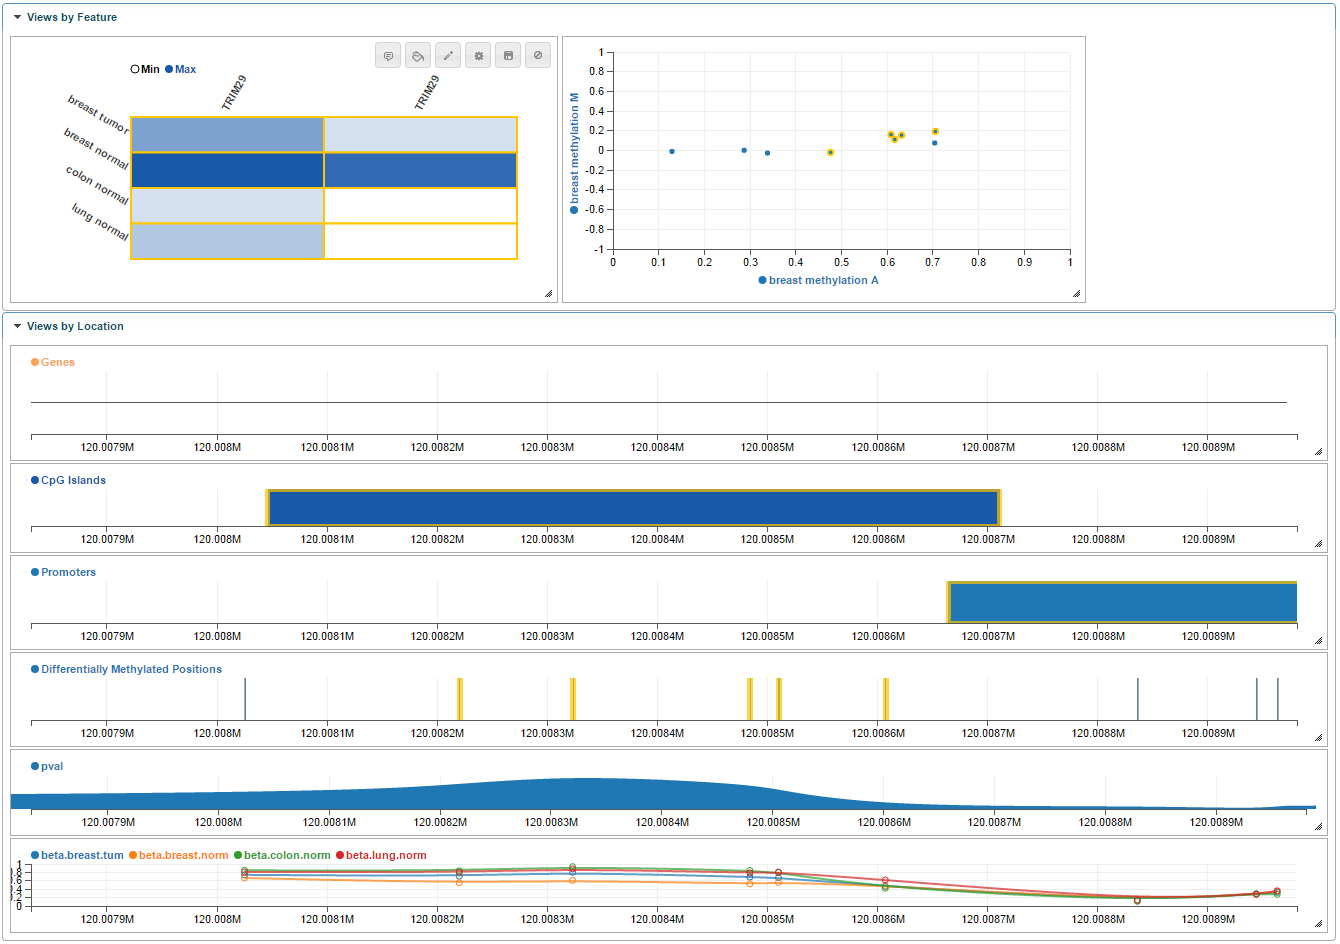 Views by Feature
Min Max
TRIM29 TRIM29
breast tumor
breast normal
colon normal
lung normal
1
0.8
0.6
0.4
0.2
0
-0.2
-0.4
-0.6
-0.8
-1
breast methylation M
0 0.1 0.2 0.3 0.4 0.5 0.6 0.7 0.8 0.9 1
breast methylation A
Views by Location
Genes
120.0079M 120.008M 120.0081M 120.0082M 120.0083M 120.0084M 120.0085M 120.0086M 120.0087M 120.0088M 120.0089M
CpG Islands
120.0079M 120.008M 120.0081M 120.0082M 120.0083M 120.0084M 120.0085M 120.0086M 120.0087M 120.0088M 120.0089M
Promoters
120.0079M 120.008M 120.0081M 120.0082M 120.0083M 120.0084M 120.0085M 120.0086M 120.0087M 120.0088M 120.0089M
Differentially Methylated Positions
120.0079M 120.008M 120.0081M 120.0082M 120.0083M 120.0084M 120.0085M 120.0086M 120.0087M 120.0088M 120.0089M
pval
120.0079M 120.008M 120.0081M 120.0082M 120.0083M 120.0084M 120.0085M 120.0086M 120.0087M 120.0088M 120.0089M
beta.breast.tum beta.breast.norm beta.colon.norm beta.lung.norm
1
0.8
0.6
0.4
0.2
0
120.0079M 120.008M 120.0081M 120.0082M 120.0083M 120.0084M 120.0085M 120.0086M 120.0087M 120.0088M 120.0089M